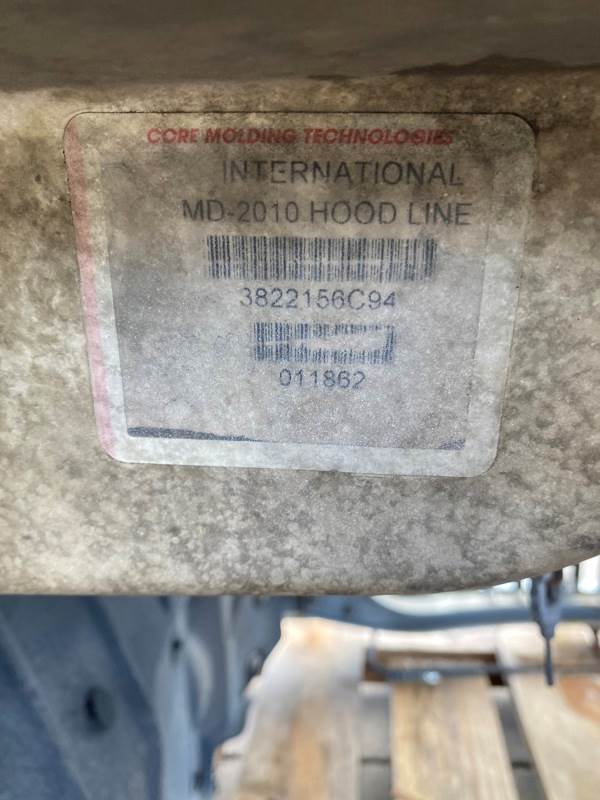 CORE MOLDING TECHNOLOGIES
INTERNATIONAL
MD-2010 HOOD LINE
3822156C94
011862